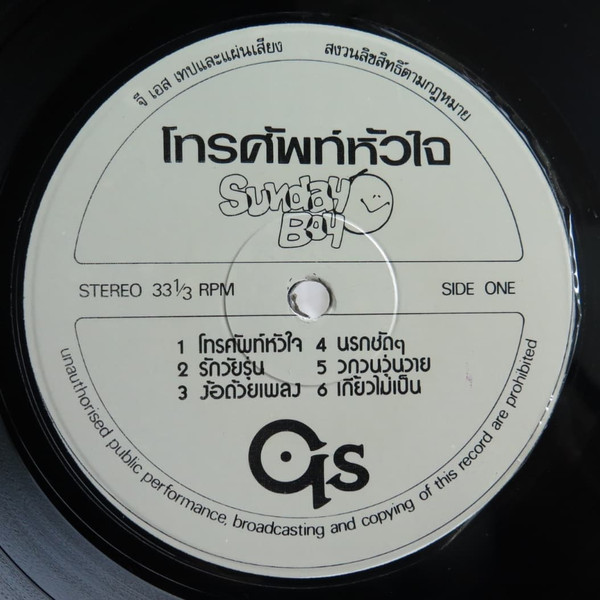 จี เอส เทปและแผ่นเสียง สงวนลิขสิทธิ์ตามกฎหมาย
โทรศัพท์หัวใจ
Sunday
Boy
STEREO 33 1/3 RPM SIDE ONE
1 โทรศัพท์หัวใจ 4 นรกชัดๆ
2 รักวัยรุ่น 5 วกวนวุ่นวาย
3 ง้อด้วยเพลง 6 เกี้ยวไม่เป็น
GS
unauthorised public performance, broadcasting and copying of this record are prohibited